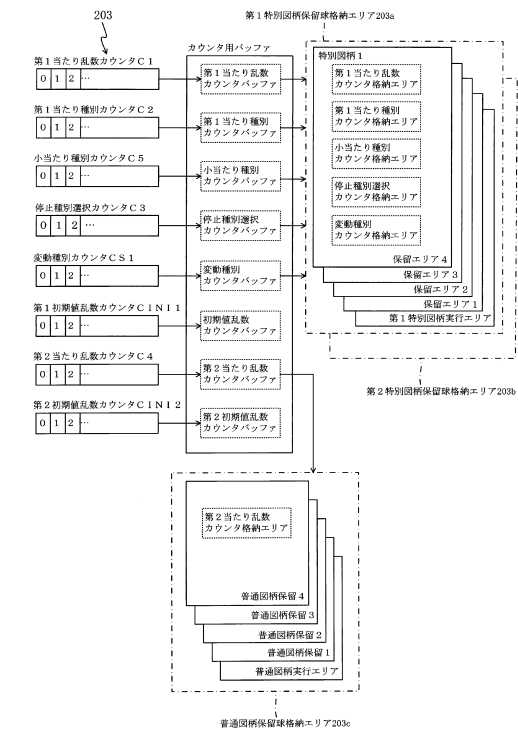 203
第1特別図柄保留球格納エリア203a
カウンタ用バッファ
第1当たり乱数カウンタC1
0 1 2 …
第1当たり種別カウンタC2
0 1 2 …
小当たり種別カウンタC5
0 1 2 …
停止種別選択カウンタC3
0 1 2 …
変動種別カウンタCS1
0 1 2 …
第1初期値乱数カウンタCINI1
0 1 2 …
第2当たり乱数カウンタC4
0 1 2 …
第2初期値乱数カウンタCINI2
0 1 2 …
第1当たり乱数
カウンタバッファ
第1当たり種別
カウンタバッファ
小当たり種別
カウンタバッファ
停止種別選択
カウンタバッファ
変動種別
カウンタバッファ
初期値乱数
カウンタバッファ
第2当たり乱数
カウンタバッファ
第2初期値乱数
カウンタバッファ
特別図柄1
第1当たり乱数
カウンタ格納エリア
第1当たり種別
カウンタ格納エリア
小当たり種別
カウンタ格納エリア
停止種別選択
カウンタ格納エリア
変動種別
カウンタ格納エリア
保留エリア4
保留エリア3
保留エリア2
保留エリア1
第1特別図柄実行エリア
第2特別図柄保留球格納エリア203b
第2当たり乱数
カウンタ格納エリア
普通図柄保留4
普通図柄保留3
普通図柄保留2
普通図柄保留1
普通図柄実行エリア
普通図柄保留球格納エリア203c